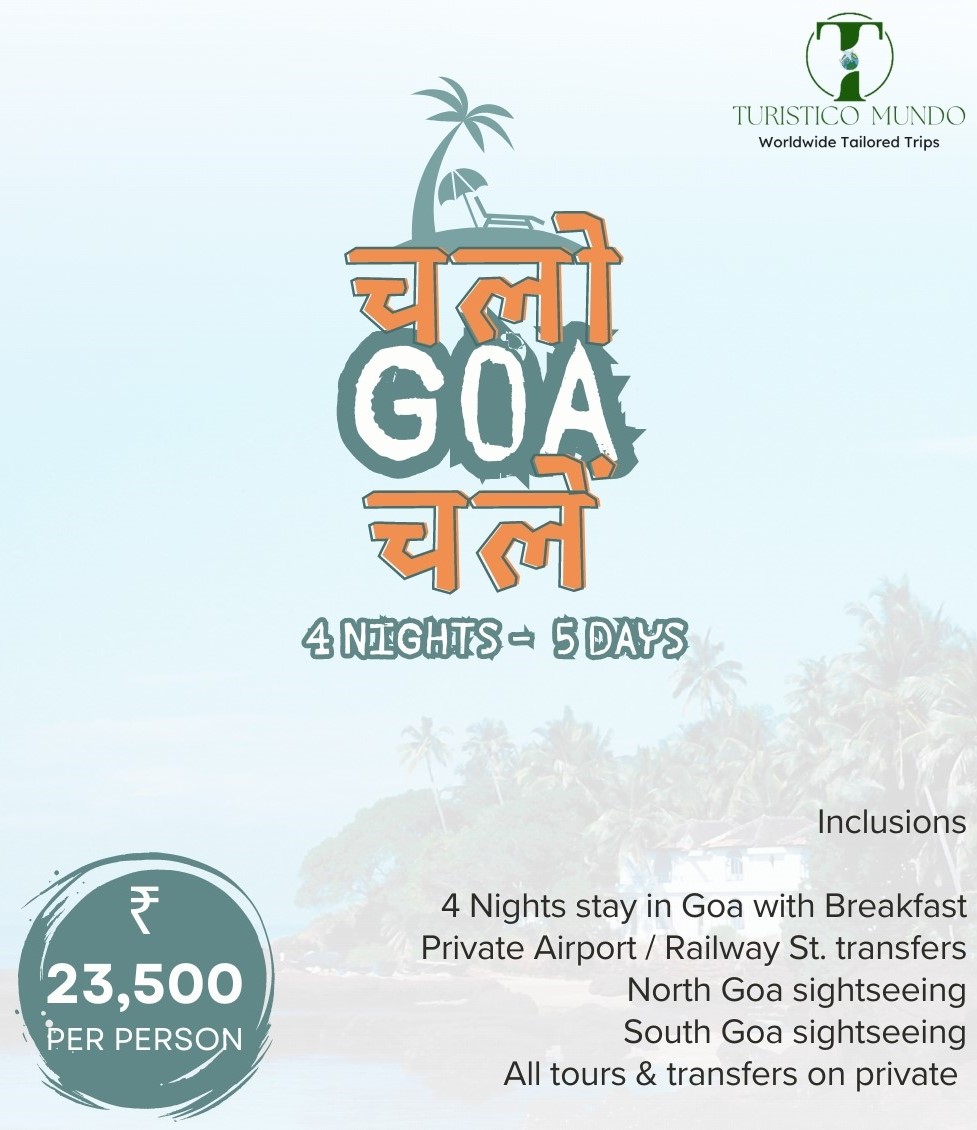 TURISTICO MUNDO
Worldwide Tailored Trips
चलो
GOA
चलें
4 NIGHTS - 5 DAYS
Inclusions
4 Nights stay in Goa with Breakfast
Private Airport / Railway St. transfers
North Goa sightseeing
South Goa sightseeing
All tours & transfers on private
₹
23,500
PER PERSON